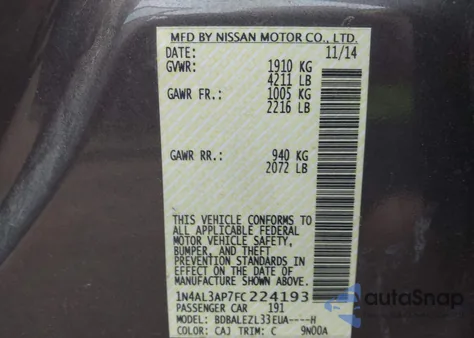 MFD BY NISSAN MOTOR CO., LTD.
DATE: 11/14
GVWR: 1910 KG
4211 LB
GAWR FR.: 1005 KG
2216 LB
GAWR RR.: 940 KG
2072 LB
THIS VEHICLE CONFORMS TO
ALL APPLICABLE FEDERAL
MOTOR VEHICLE SAFETY,
BUMPER, AND THEFT
PREVENTION STANDARDS IN
EFFECT ON THE DATE OF
MANUFACTURE SHOWN ABOVE.
1N4AL3AP7FC224193
PASSENGER CAR 191
MODEL: BDBALEZL33EUA----H
COLOR: CAJ TRIM: C 9N00A
autoSnap